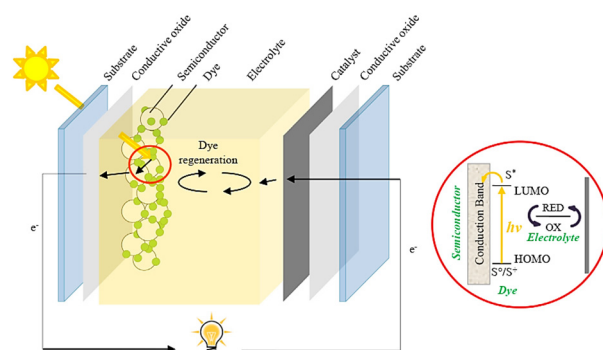 Substrate
Conductive oxide
Semiconductor
Dye
Electrolyte
Catalyst
Conductive oxide
Substrate
Dye
regeneration
e-
e-
Semiconductor
Conduction Band
S*
LUMO
hν
RED
OX
Electrolyte
HOMO
S°/S⁺
Dye